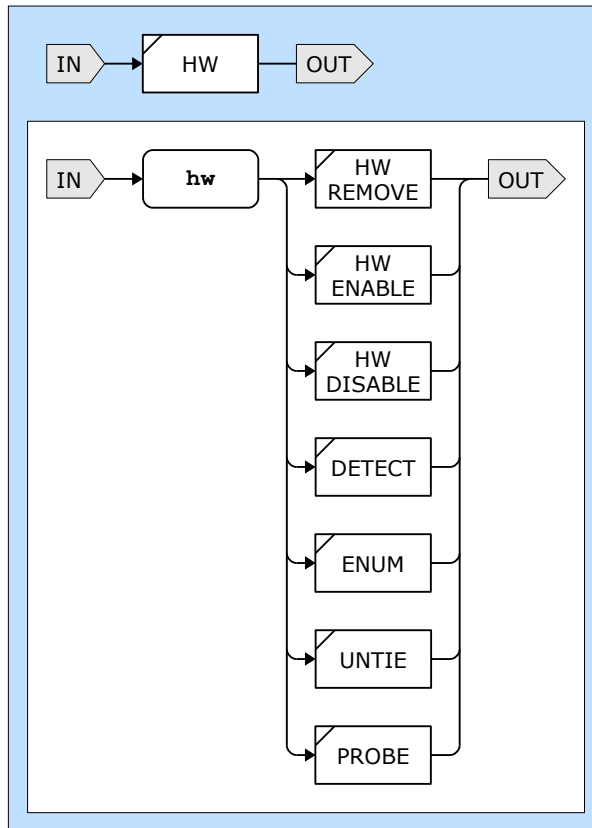 IN
HW
OUT
IN
hw
HW
REMOVE
OUT
HW
ENABLE
HW
DISABLE
DETECT
ENUM
UNTIE
PROBE